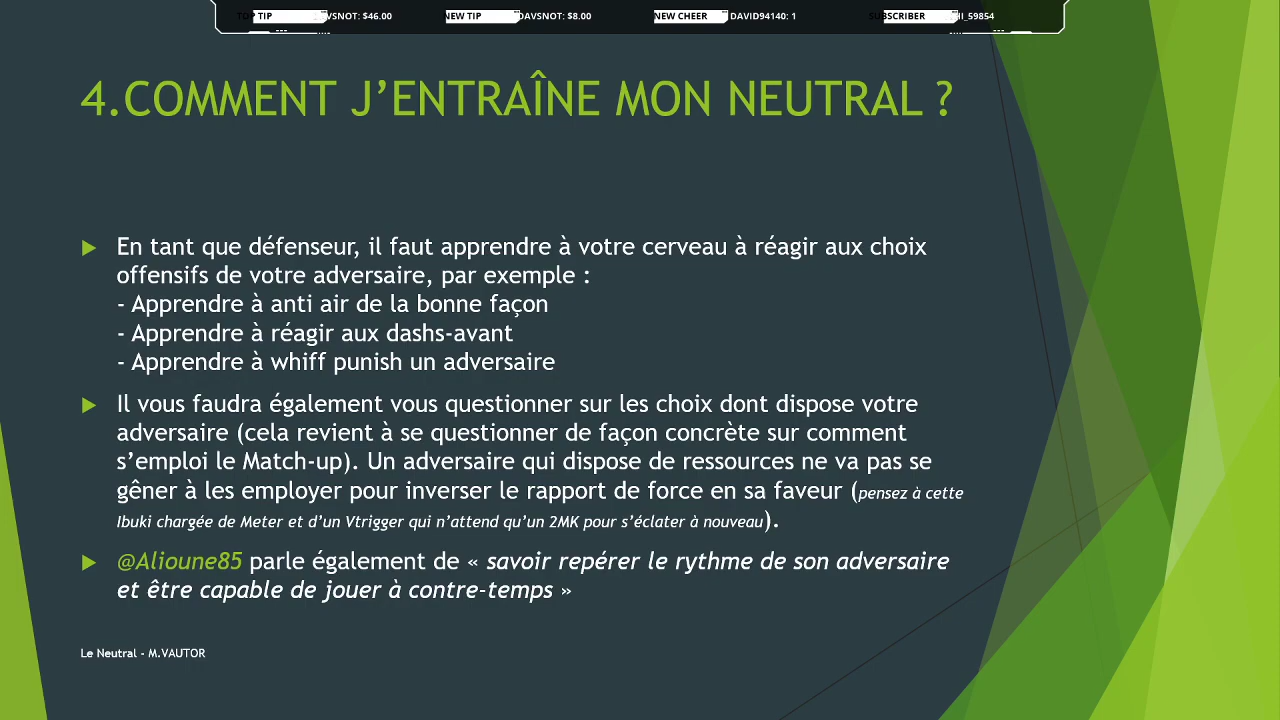 TOP TIP VSNOT: $46.00 NEW TIP DAVSNOT: $8.00 NEW CHEER DAVID94140: 1 SUBSCRIBER HI_59854
4.COMMENT J’ENTRAÎNE MON NEUTRAL ?
En tant que défenseur, il faut apprendre à votre cerveau à réagir aux choix
offensifs de votre adversaire, par exemple :
- Apprendre à anti air de la bonne façon
- Apprendre à réagir aux dashs-avant
- Apprendre à whiff punish un adversaire
Il vous faudra également vous questionner sur les choix dont dispose votre
adversaire (cela revient à se questionner de façon concrète sur comment
s’emploi le Match-up). Un adversaire qui dispose de ressources ne va pas se
gêner à les employer pour inverser le rapport de force en sa faveur (pensez à cette
Ibuki chargée de Meter et d’un Vtrigger qui n’attend qu’un 2MK pour s’éclater à nouveau).
@Alioune85 parle également de « savoir repérer le rythme de son adversaire
et être capable de jouer à contre-temps »
Le Neutral - M.VAUTOR